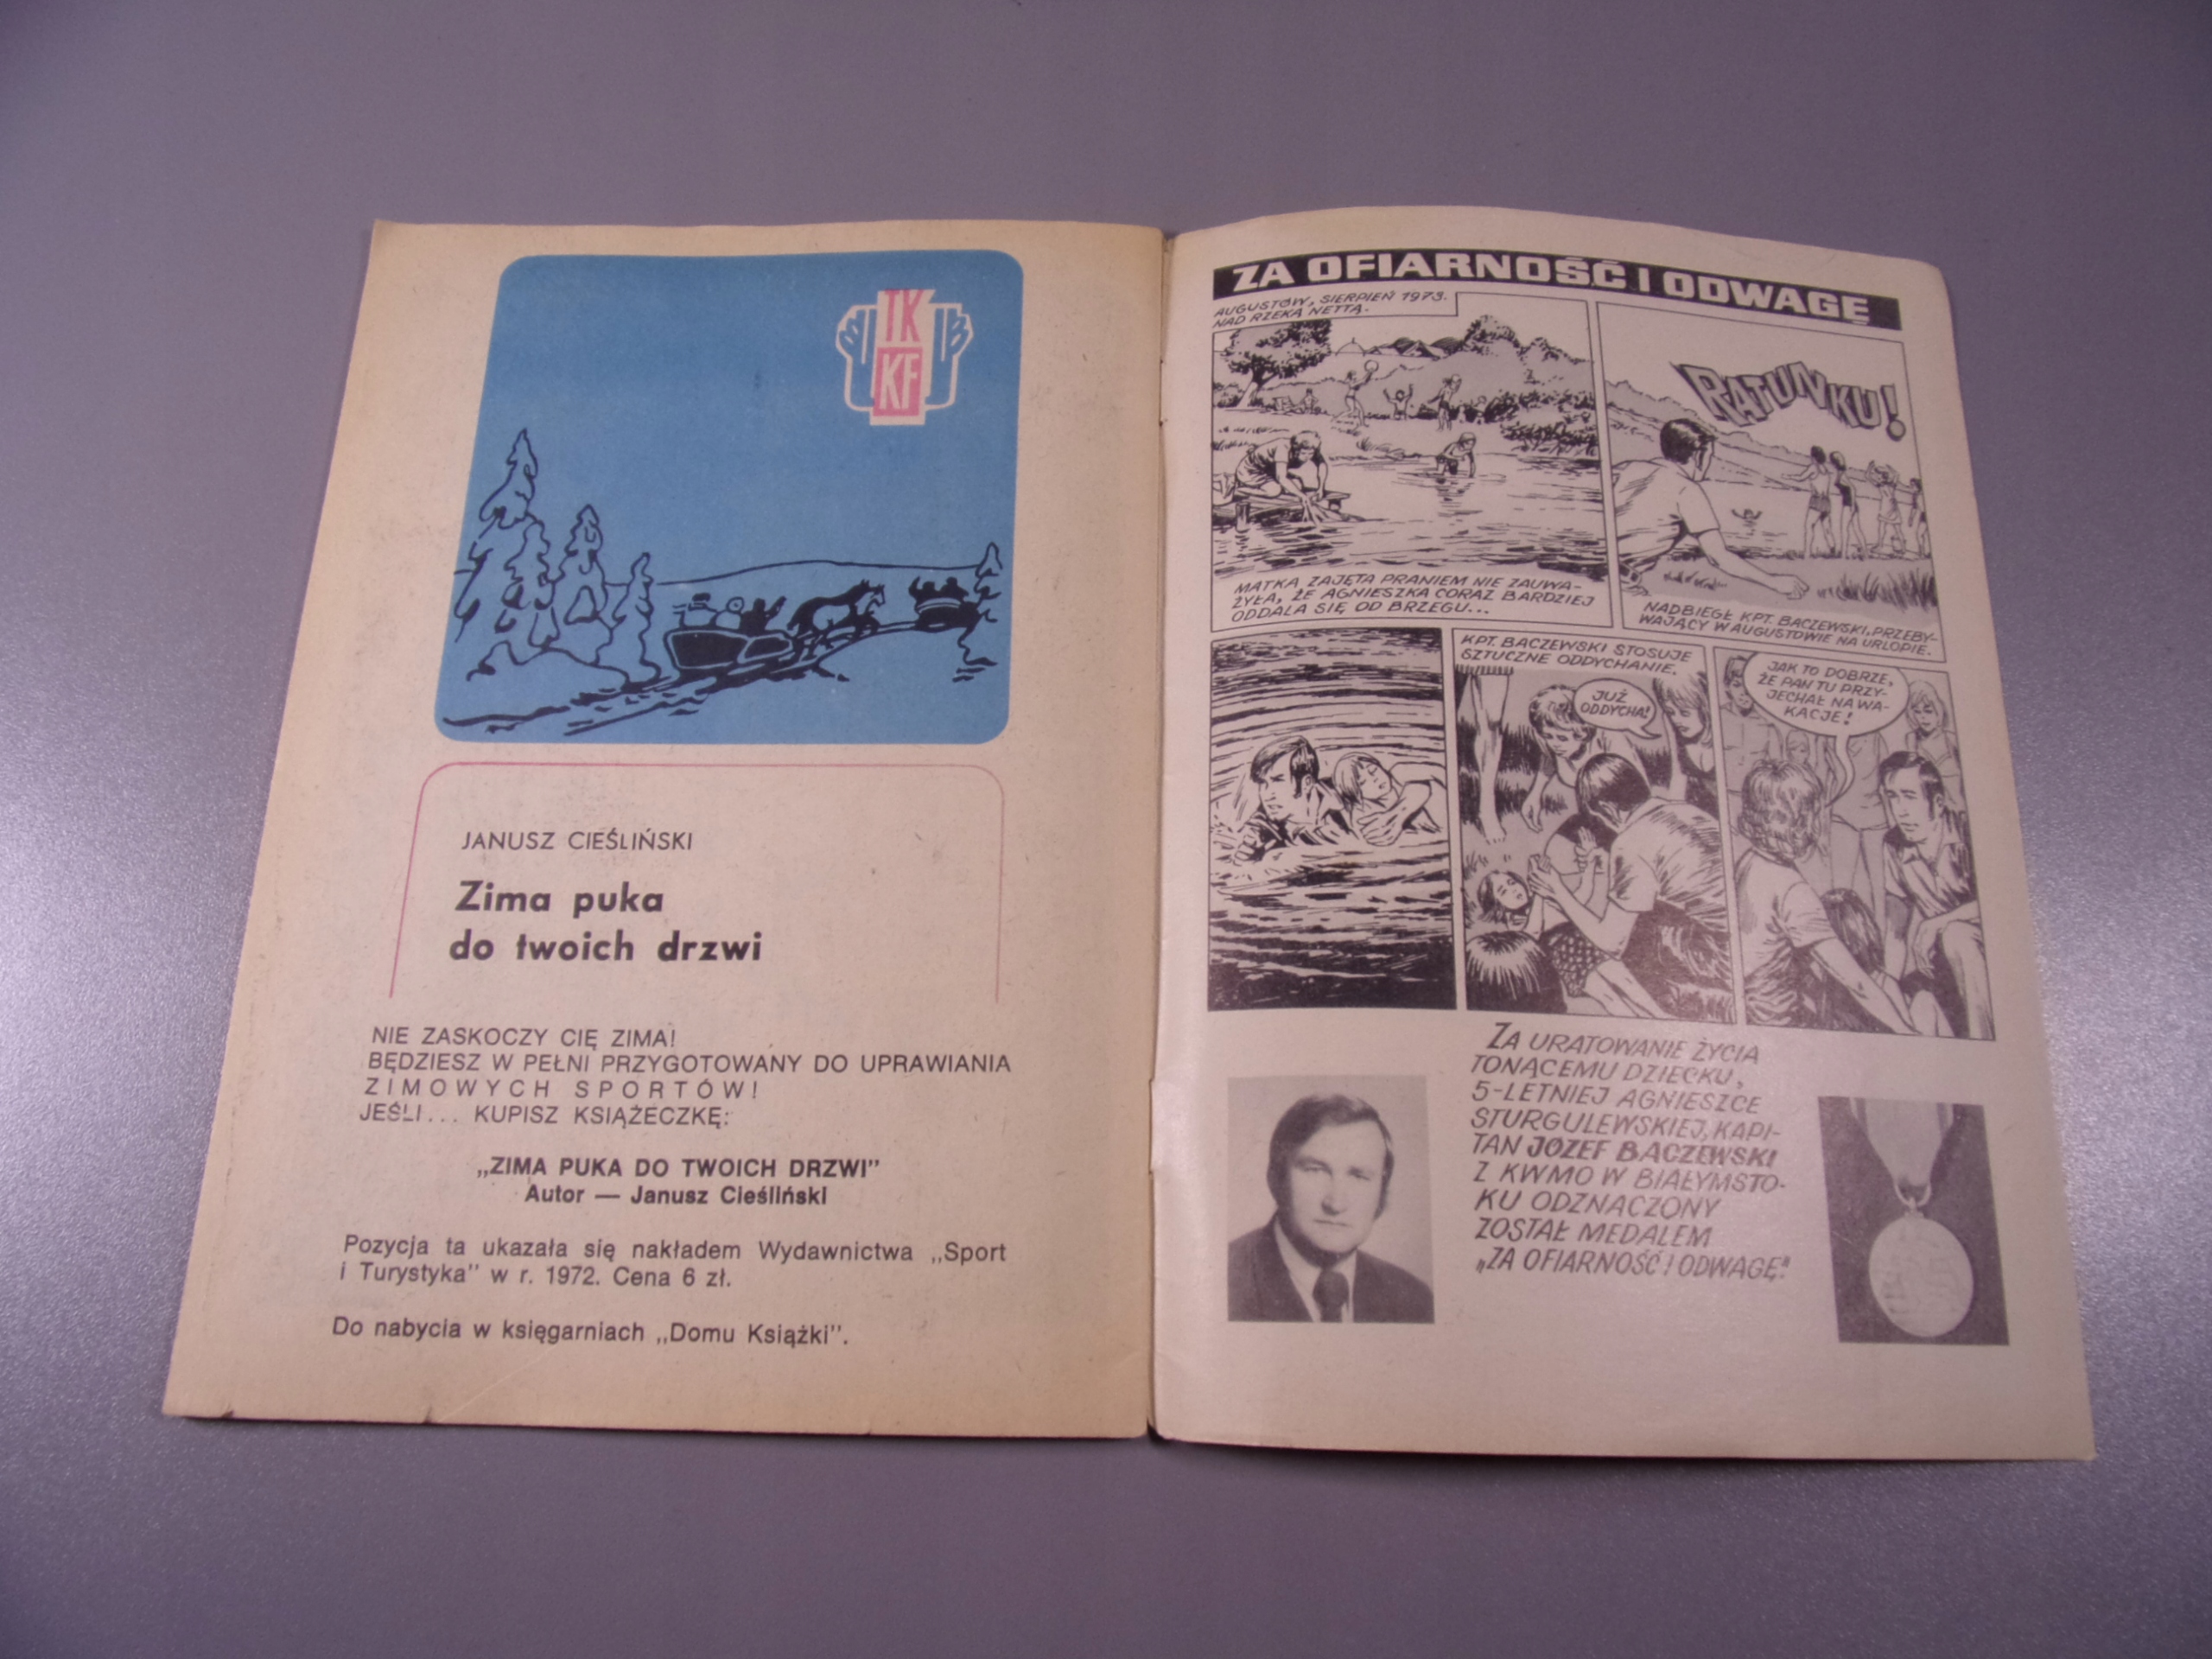 TK
KF
JANUSZ CIEŚLIŃSKI
Zima puka
do twoich drzwi
NIE ZASKOCZY CIĘ ZIMA!
BĘDZIESZ W PEŁNI PRZYGOTOWANY DO UPRAWIANIA
ZIMOWYCH SPORTÓW!
JEŚLI... KUPISZ KSIĄŻECZKĘ:
„ZIMA PUKA DO TWOICH DRZWI"
Autor — Janusz Cieśliński
Pozycja ta ukazała się nakładem Wydawnictwa „Sport
i Turystyka" w r. 1972. Cena 6 zł.
Do nabycia w księgarniach „Domu Książki".
ZA OFIARNOŚĆ I ODWAGĘ
AUGUSTÓW, SIERPIEŃ 1973.
NAD RZEKĄ NETTĄ.
MATKA ZAJĘTA PRANIEM NIE ZAUWA-
ŻYŁA, ŻE AGNIESZKA CORAZ BARDZIEJ
ODDALA SIĘ OD BRZEGU...
RATUNKU!
NADBIEGŁ KPT. BACZEWSKI, PRZEBY-
WAJĄCY W AUGUSTOWIE NA URLOPIE.
KPT. BACZEWSKI STOSUJE
SZTUCZNE ODDYCHANIE.
JUŻ
ODDYCHA!
JAK TO DOBRZE,
ŻE PAN TU PRZY-
JECHAŁ NA WA-
KACJE!
ZA URATOWANIE ŻYCIA
TONĄCEMU DZIECKU,
5-LETNIEJ AGNIESZCE
STURGULEWSKIEJ, KAPI-
TAN JÓZEF BACZEWSKI
Z KWMO W BIAŁYMSTO-
KU ODZNACZONY
ZOSTAŁ MEDALEM
„ZA OFIARNOŚĆ I ODWAGĘ."